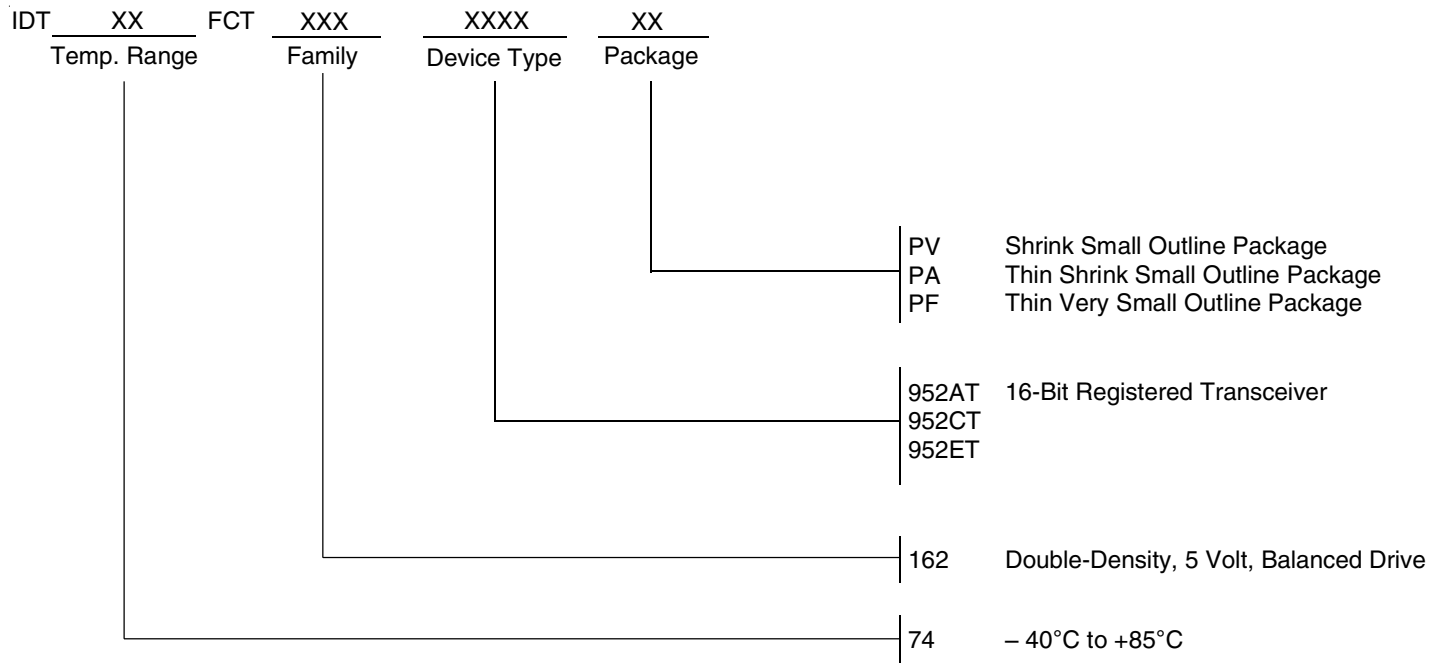 IDT XX FCT XXX XXXX XX
Temp. Range Family Device Type Package
PV Shrink Small Outline Package
PA Thin Shrink Small Outline Package
PF Thin Very Small Outline Package
952AT 16-Bit Registered Transceiver
952CT
952ET
162 Double-Density, 5 Volt, Balanced Drive
74 – 40°C to +85°C